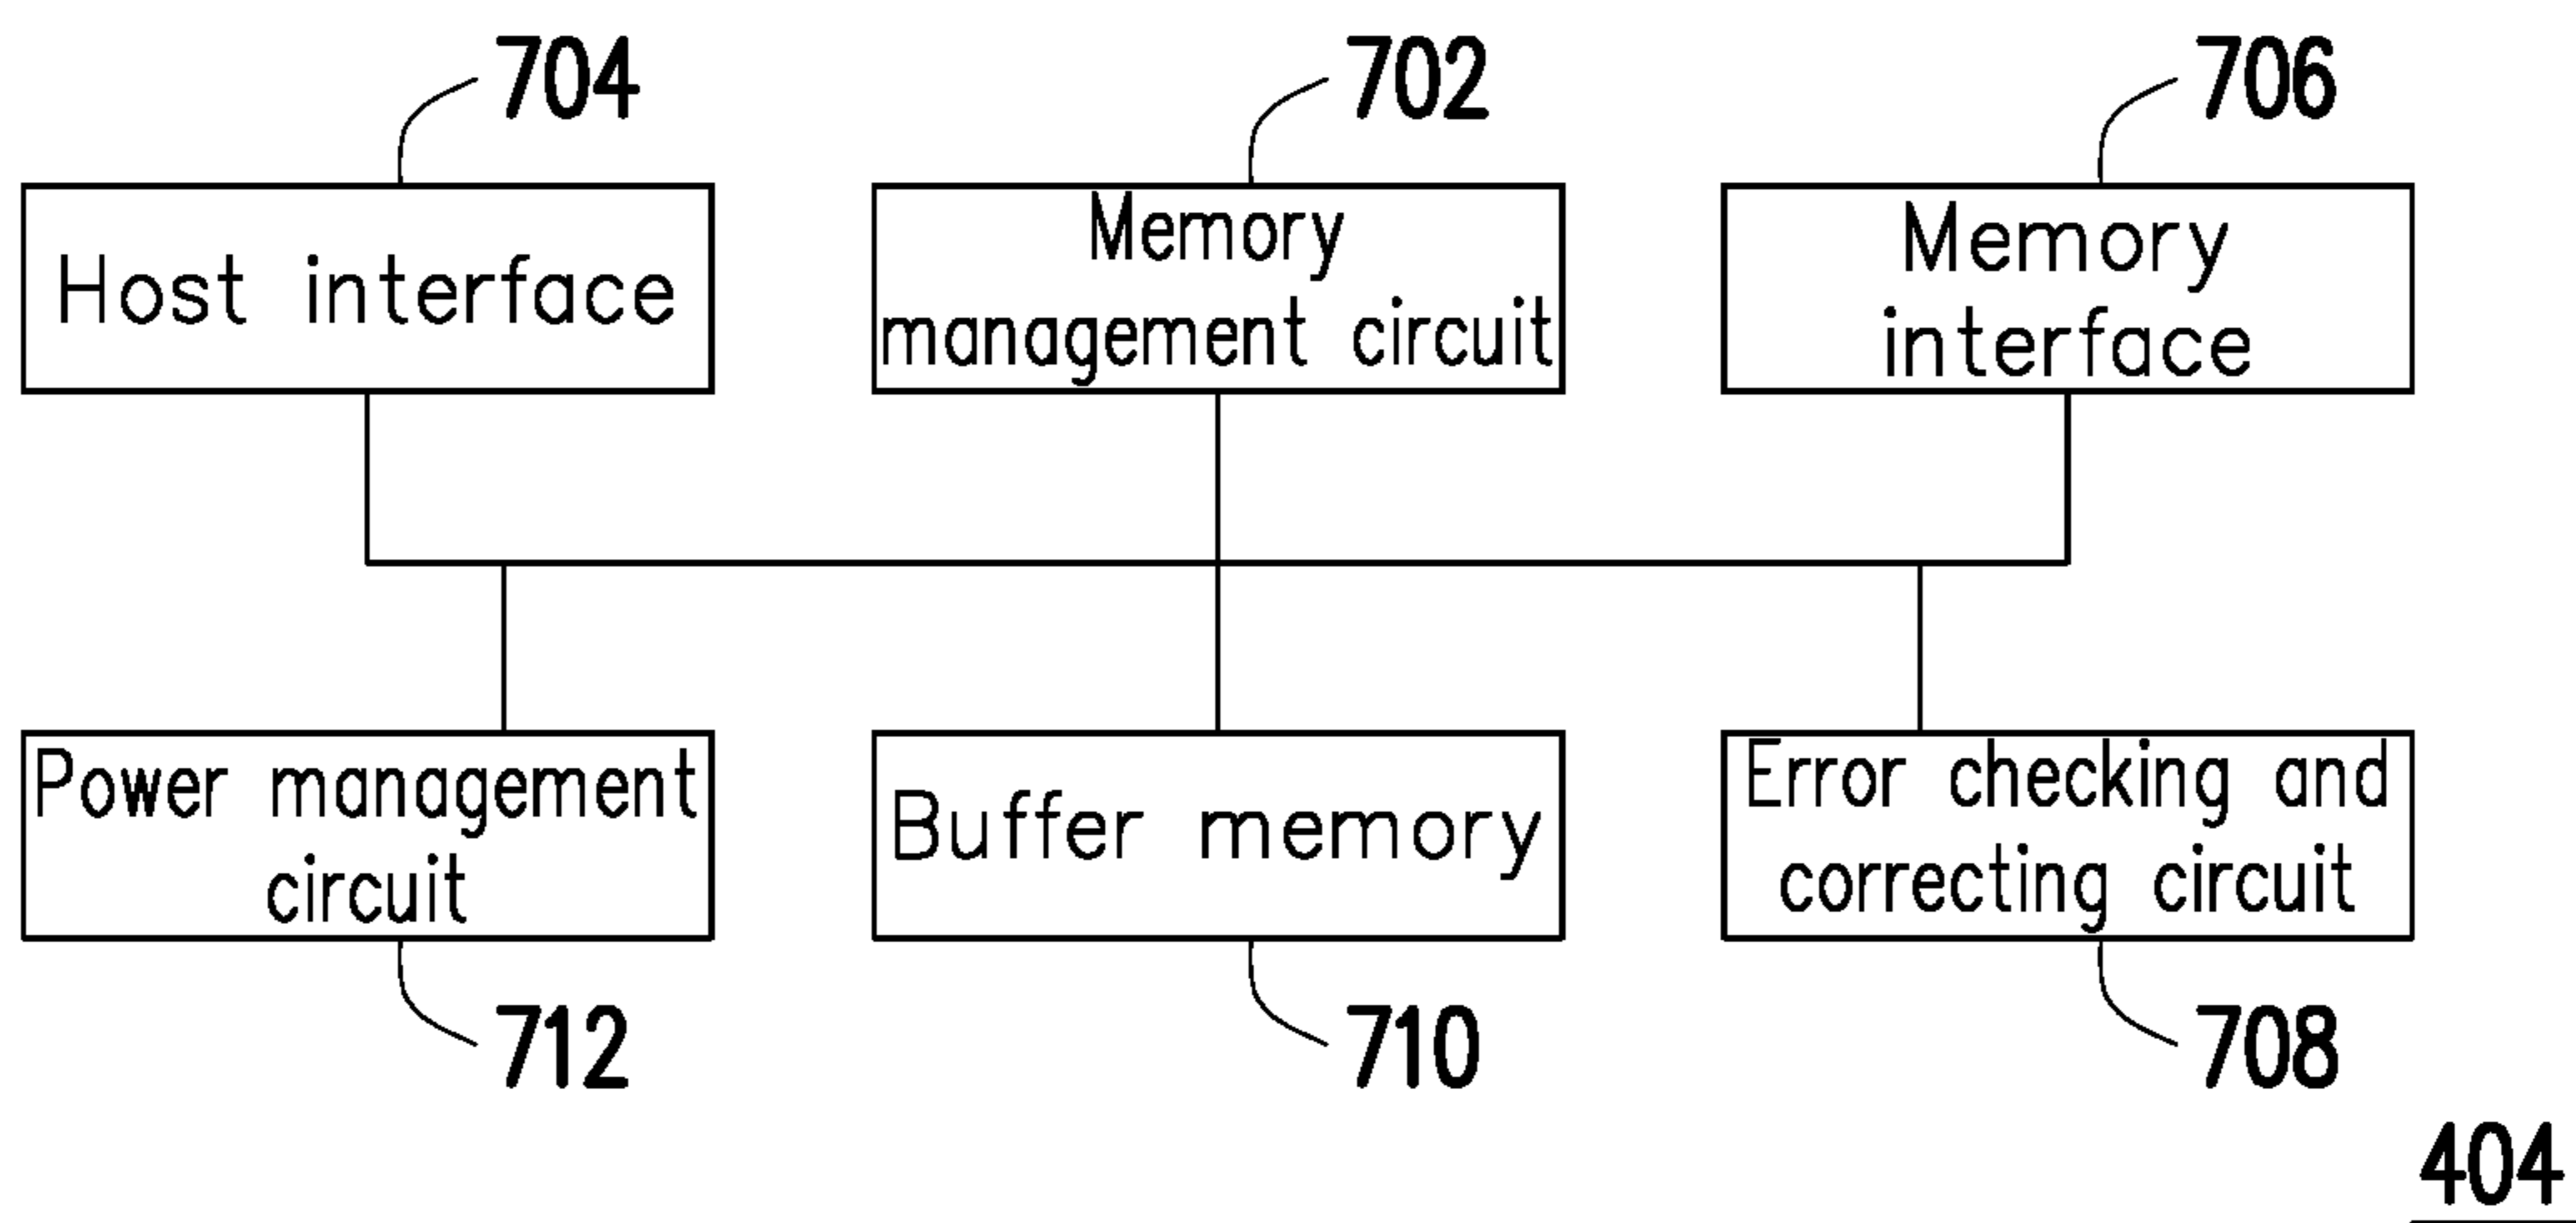 704
702
706
Host interface
Memory
management circuit
Memory
interface
Power management
circuit
Buffer memory
Error checking and
correcting circuit
712
710
708
404